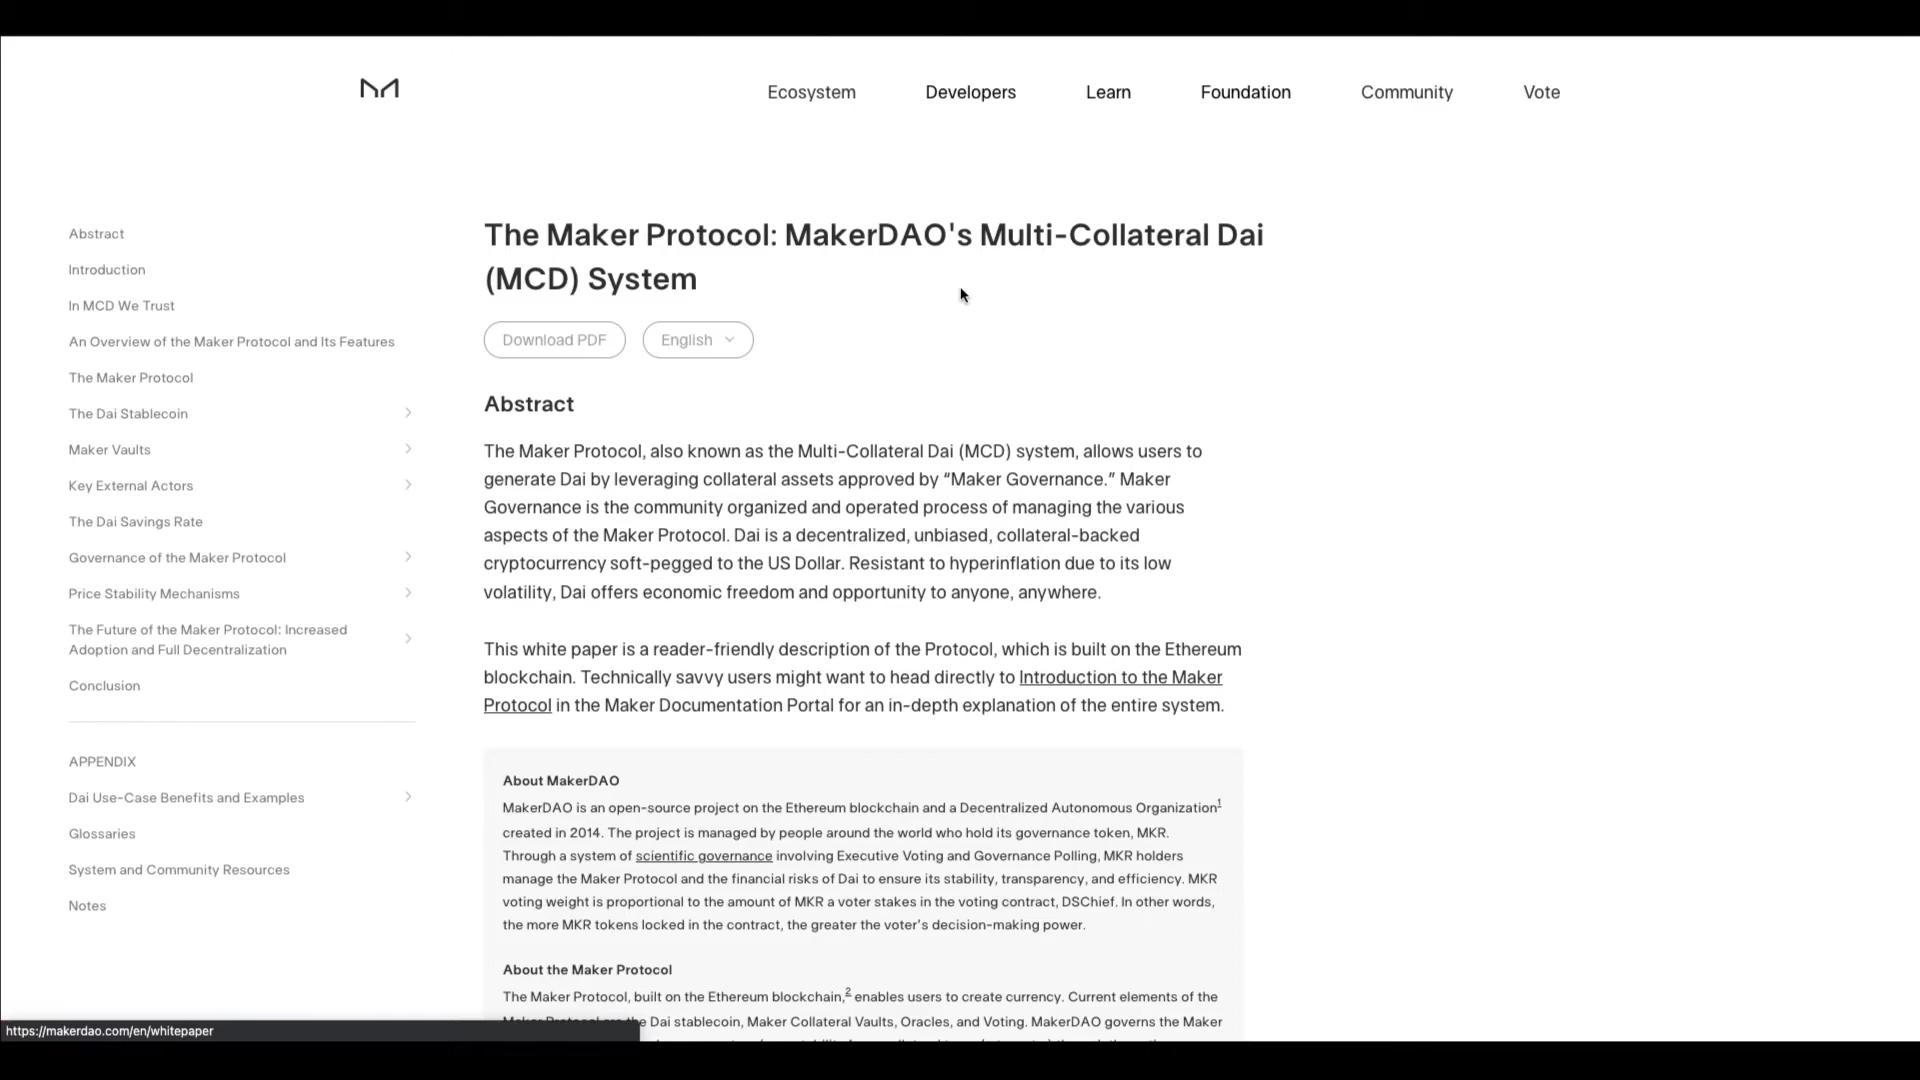 Ecosystem Developers Learn Foundation Community Vote
Abstract
Introduction
In MCD We Trust
An Overview of the Maker Protocol and Its Features
The Maker Protocol
The Dai Stablecoin
Maker Vaults
Key External Actors
The Dai Savings Rate
Governance of the Maker Protocol
Price Stability Mechanisms
The Future of the Maker Protocol: Increased
Adoption and Full Decentralization
Conclusion
APPENDIX
Dai Use-Case Benefits and Examples
Glossaries
System and Community Resources
Notes
The Maker Protocol: MakerDAO's Multi-Collateral Dai
(MCD) System
Download PDF English
Abstract
The Maker Protocol, also known as the Multi-Collateral Dai (MCD) system, allows users to
generate Dai by leveraging collateral assets approved by “Maker Governance.” Maker
Governance is the community organized and operated process of managing the various
aspects of the Maker Protocol. Dai is a decentralized, unbiased, collateral-backed
cryptocurrency soft-pegged to the US Dollar. Resistant to hyperinflation due to its low
volatility, Dai offers economic freedom and opportunity to anyone, anywhere.
This white paper is a reader-friendly description of the Protocol, which is built on the Ethereum
blockchain. Technically savvy users might want to head directly to Introduction to the Maker
Protocol in the Maker Documentation Portal for an in-depth explanation of the entire system.
About MakerDAO
MakerDAO is an open-source project on the Ethereum blockchain and a Decentralized Autonomous Organization1
created in 2014. The project is managed by people around the world who hold its governance token, MKR.
Through a system of scientific governance involving Executive Voting and Governance Polling, MKR holders
manage the Maker Protocol and the financial risks of Dai to ensure its stability, transparency, and efficiency. MKR
voting weight is proportional to the amount of MKR a voter stakes in the voting contract, DSChief. In other words,
the more MKR tokens locked in the contract, the greater the voter's decision-making power.
About the Maker Protocol
The Maker Protocol, built on the Ethereum blockchain,2 enables users to create currency. Current elements of the
Maker Protocol are the Dai stablecoin, Maker Collateral Vaults, Oracles, and Voting. MakerDAO governs the Maker
https://makerdao.com/en/whitepaper